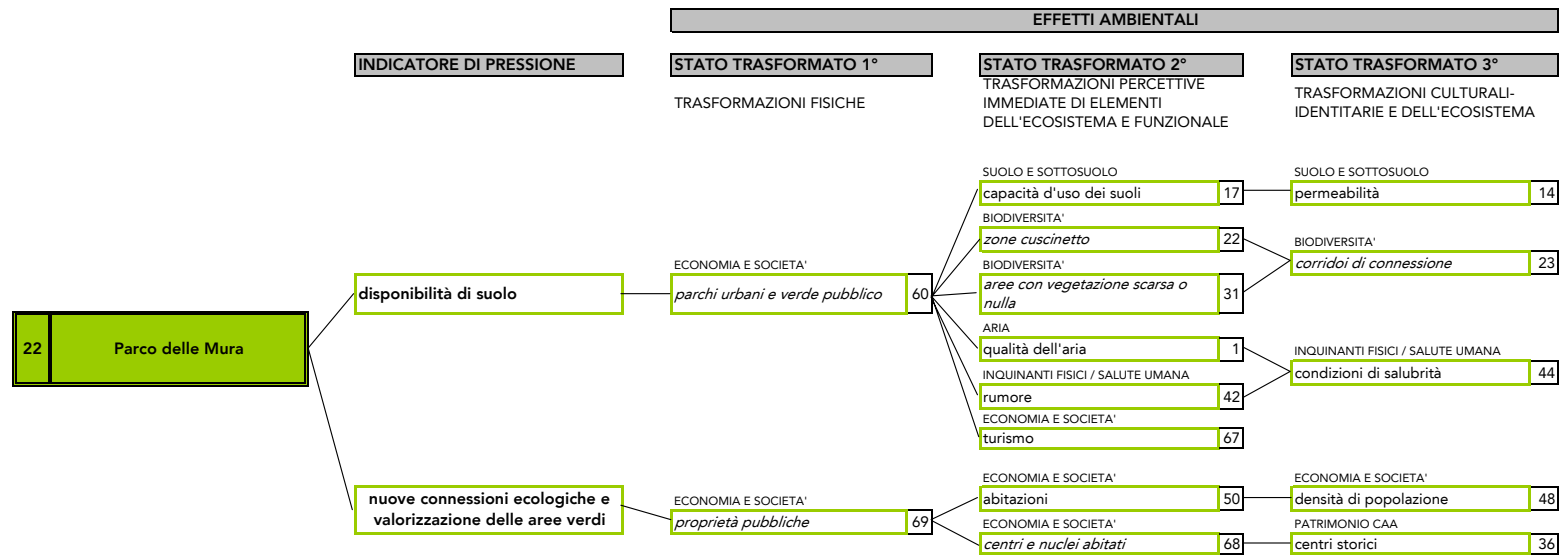 EFFETTI AMBIENTALI
INDICATORE DI PRESSIONE
STATO TRASFORMATO 1°
STATO TRASFORMATO 2°
STATO TRASFORMATO 3°
TRASFORMAZIONI FISICHE
TRASFORMAZIONI PERCETTIVE
IMMEDIATE DI ELEMENTI
DELL'ECOSISTEMA E FUNZIONALE
TRASFORMAZIONI CULTURALI-
IDENTITARIE E DELL'ECOSISTEMA
22 Parco delle Mura
disponibilità di suolo
ECONOMIA E SOCIETA'
parchi urbani e verde pubblico 60
SUOLO E SOTTOSUOLO
capacità d'uso dei suoli 17
SUOLO E SOTTOSUOLO
permeabilità 14
BIODIVERSITA'
zone cuscinetto 22
BIODIVERSITA'
aree con vegetazione scarsa o
nulla 31
BIODIVERSITA'
corridoi di connessione 23
ARIA
qualità dell'aria 1
INQUINANTI FISICI / SALUTE UMANA
rumore 42
INQUINANTI FISICI / SALUTE UMANA
condizioni di salubrità 44
ECONOMIA E SOCIETA'
turismo 67
nuove connessioni ecologiche e
valorizzazione delle aree verdi
ECONOMIA E SOCIETA'
proprietà pubbliche 69
ECONOMIA E SOCIETA'
abitazioni 50
ECONOMIA E SOCIETA'
densità di popolazione 48
ECONOMIA E SOCIETA'
centri e nuclei abitati 68
PATRIMONIO CAA
centri storici 36